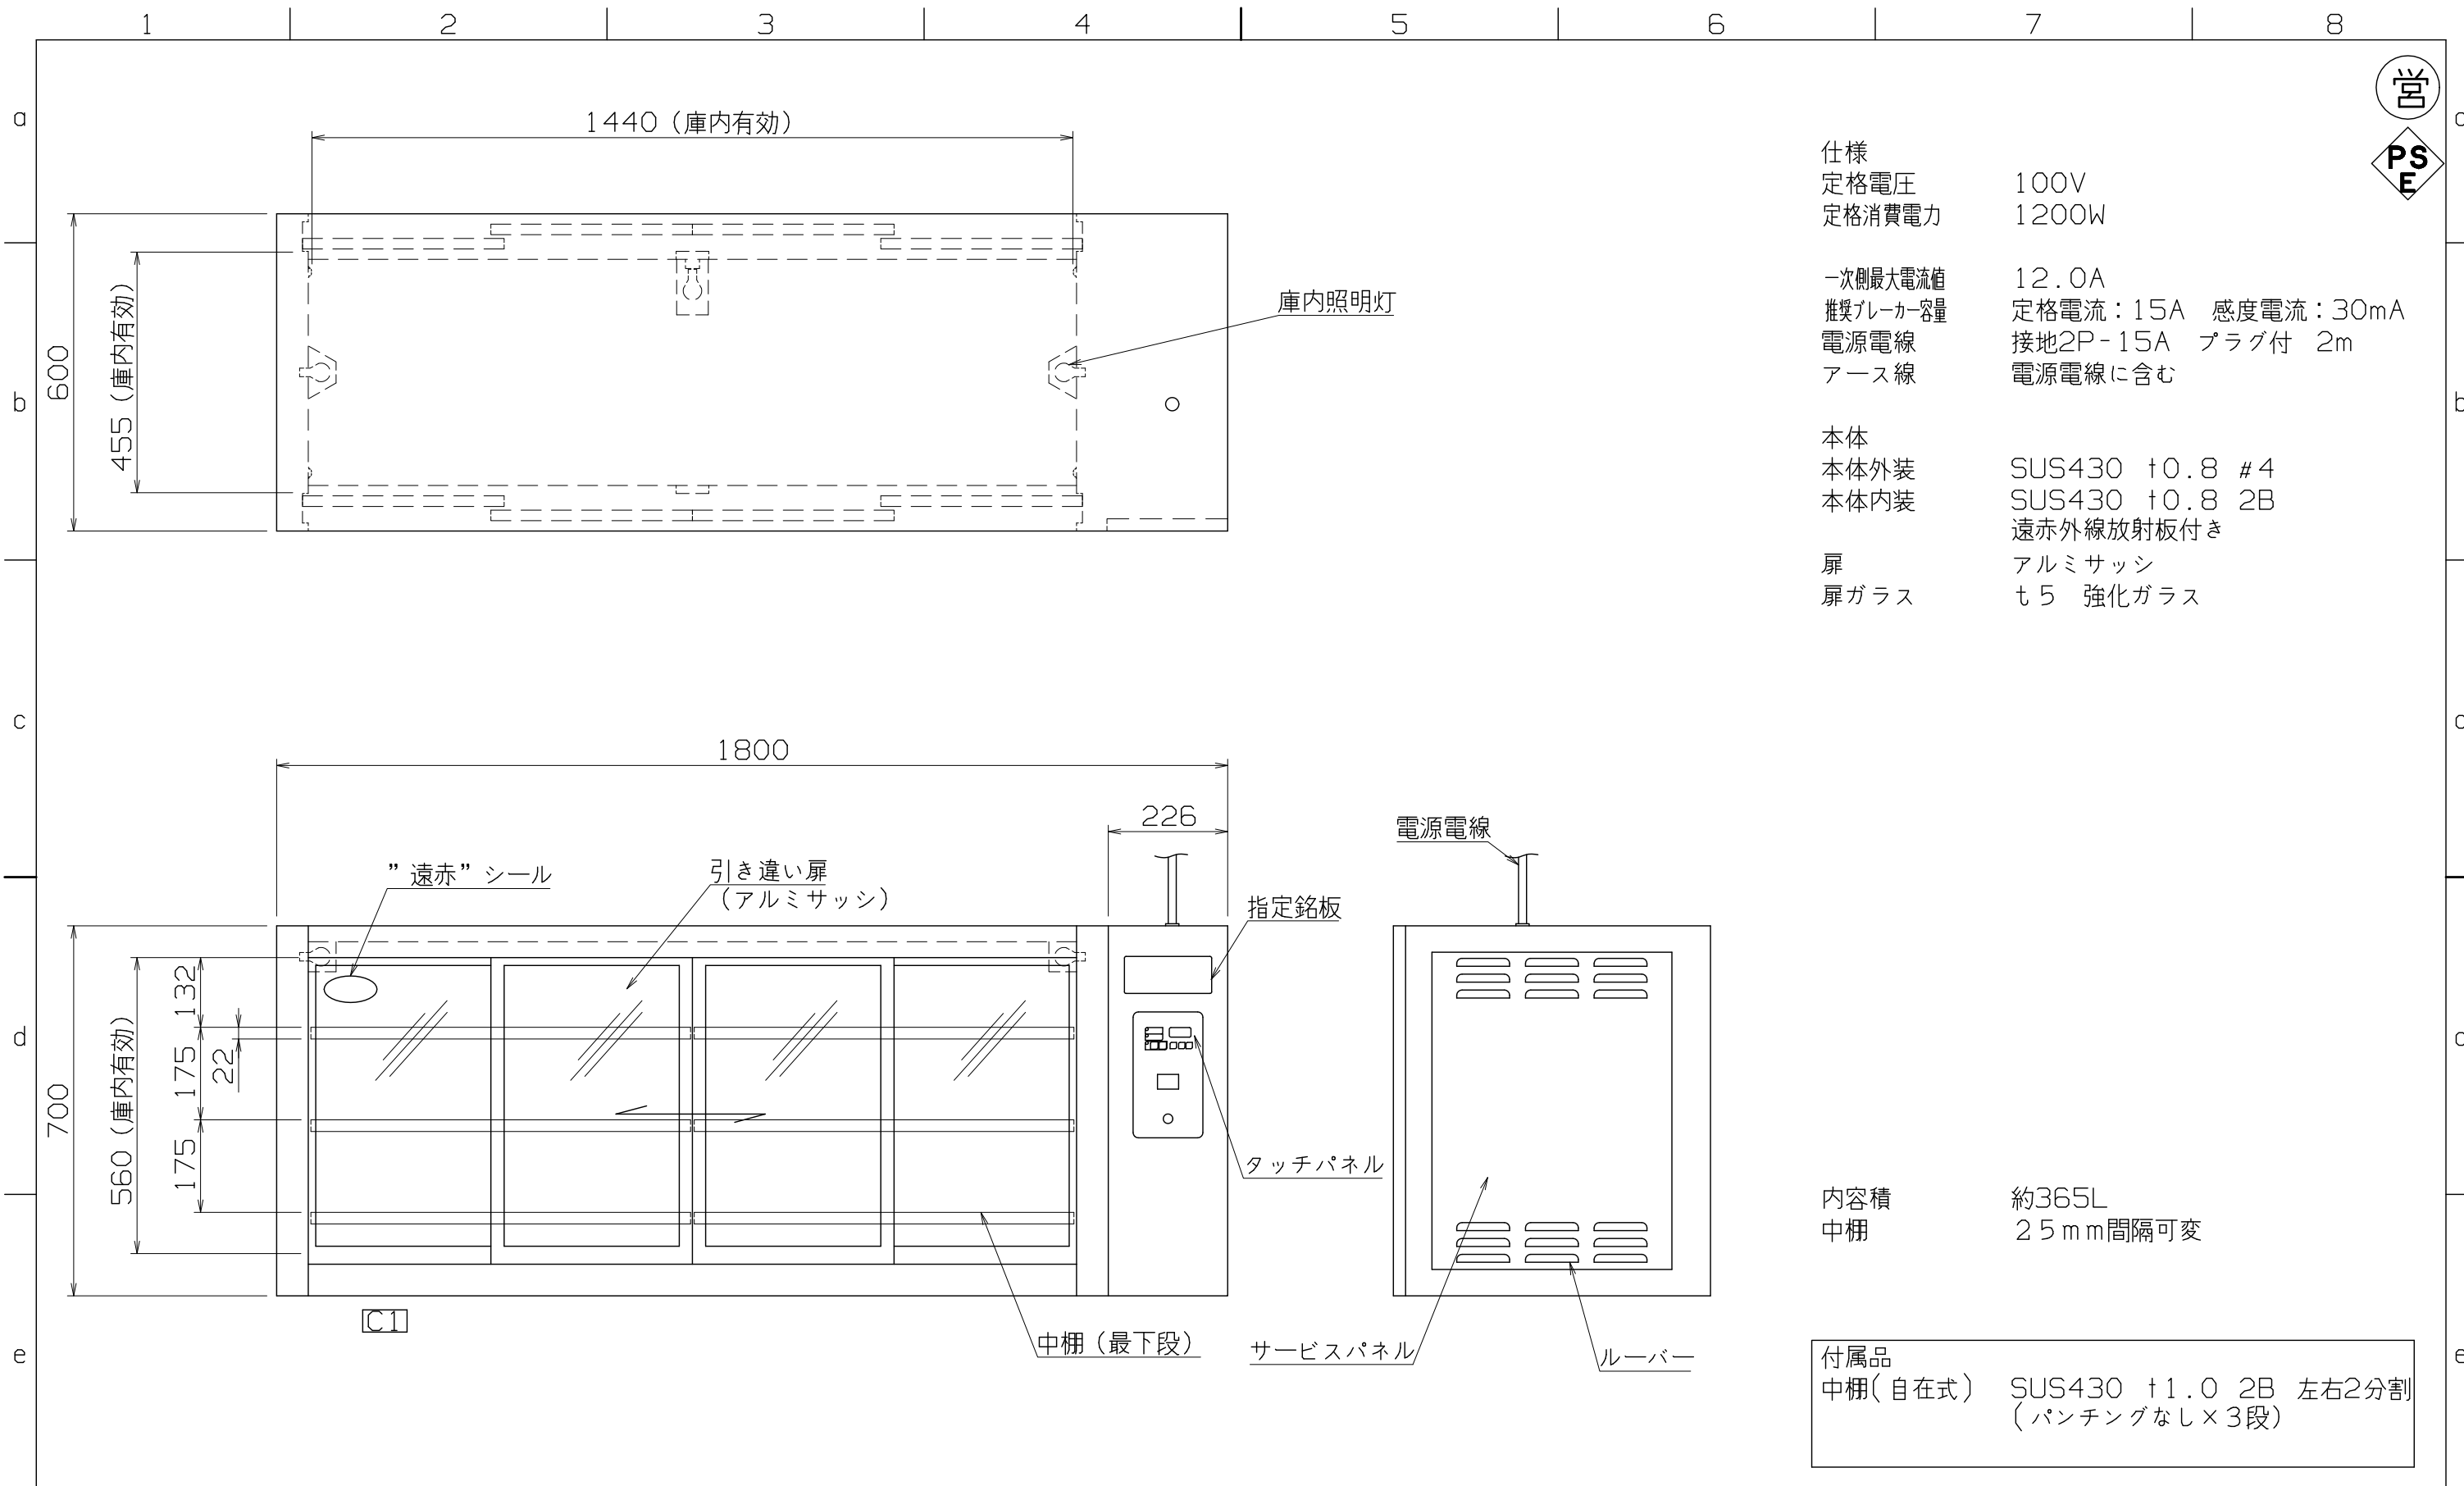 1 2 3 4 5 6 7 8
a
b
c
d
e
営
PS
E
1440（庫内有効）
600
455（庫内有効）
庫内照明灯
仕様
定格電圧 100V
定格消費電力 1200W
一次側最大電流値 12.0A
推奨ブレーカー容量 定格電流：15A 感度電流：30mA
電源電線 接地2P-15A プラグ付 2m
アース線 電源電線に含む
本体
本体外装 SUS430 t0.8 #4
本体内装 SUS430 t0.8 2B
遠赤外線放射板付き
扉 アルミサッシ
扉ガラス t5 強化ガラス
1800
226
電源電線
”遠赤”シール
引き違い扉
（アルミサッシ）
指定銘板
700
560（庫内有効）
132
175
22
175
タッチパネル
C1
中棚（最下段）
サービスパネル
ルーバー
内容積 約365L
中棚 25mm間隔可変
付属品
中棚（自在式） SUS430 t1.0 2B 左右2分割
（パンチングなし×3段）